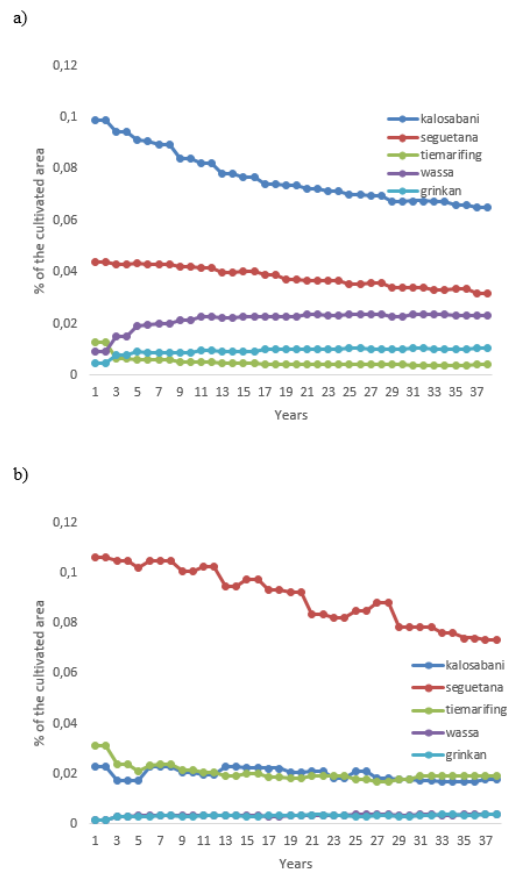 a)
0,12
0,1
0,08
0,06
0,04
0,02
0
% of the cultivated area
kalosabani
seguetana
tiemarifing
wassa
grinkan
1 3 5 7 9 11 13 15 17 19 21 23 25 27 29 31 33 35 37
Years
b)
0,12
0,1
0,08
0,06
0,04
0,02
0
% of the cultivated area
kalosabani
seguetana
tiemarifing
wassa
grinkan
1 3 5 7 9 11 13 15 17 19 21 23 25 27 29 31 33 35 37
Years